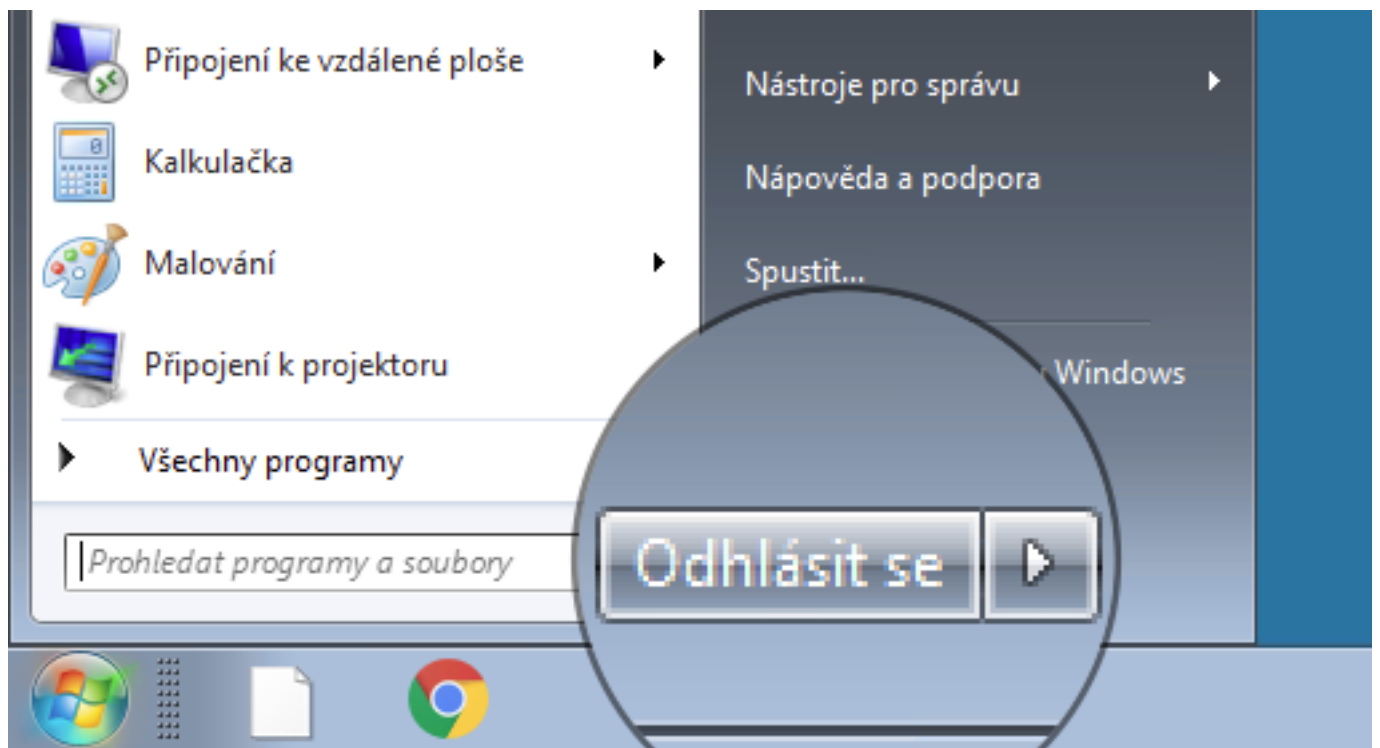 Připojení ke vzdálené ploše
Kalkulačka
Malování
Připojení k projektoru
Všechny programy
Prohledat programy a soubory
Nástroje pro správu
Nápověda a podpora
Spustit...
Windows
Odhlásit se